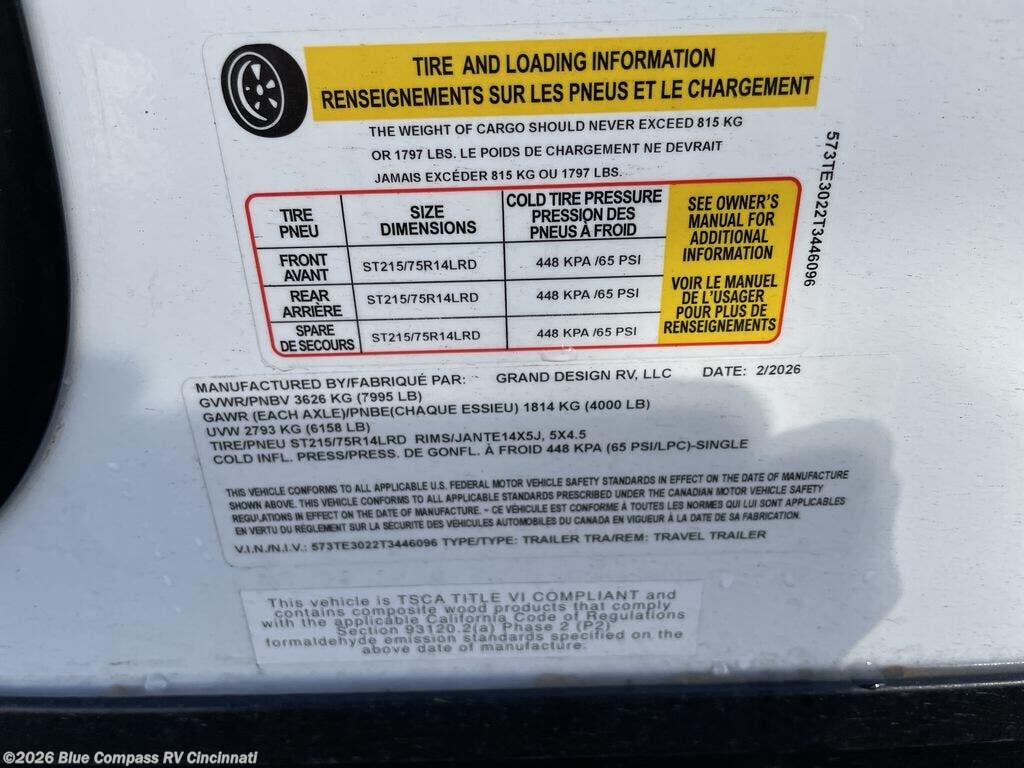 TIRE AND LOADING INFORMATION
RENSEIGNEMENTS SUR LES PNEUS ET LE CHARGEMENT
THE WEIGHT OF CARGO SHOULD NEVER EXCEED 815 KG
OR 1797 LBS. LE POIDS DE CHARGEMENT NE DEVRAIT
JAMAIS EXCÉDER 815 KG OU 1797 LBS.
TIRE
PNEU
SIZE
DIMENSIONS
COLD TIRE PRESSURE
PRESSION DES
PNEUS À FROID
FRONT
AVANT
ST215/75R14LRD
448 KPA /65 PSI
REAR
ARRIÈRE
ST215/75R14LRD
448 KPA /65 PSI
SPARE
DE SECOURS
ST215/75R14LRD
448 KPA /65 PSI
SEE OWNER'S
MANUAL FOR
ADDITIONAL
INFORMATION
VOIR LE MANUEL
DE L'USAGER
POUR PLUS DE
RENSEIGNEMENTS
573TE3022T3446096
MANUFACTURED BY/FABRIQUÉ PAR: GRAND DESIGN RV, LLC DATE: 2/2026
GVWR/PNBV 3626 KG (7995 LB)
GAWR (EACH AXLE)/PNBE(CHAQUE ESSIEU) 1814 KG (4000 LB)
UVW 2793 KG (6158 LB)
TIRE/PNEU ST215/75R14LRD RIMS/JANTE14X5J, 5X4.5
COLD INFL. PRESS/PRESS. DE GONFL. À FROID 448 KPA (65 PSI/LPC)-SINGLE
THIS VEHICLE CONFORMS TO ALL APPLICABLE U.S. FEDERAL MOTOR VEHICLE SAFETY STANDARDS IN EFFECT ON THE DATE OF MANUFACTURE
SHOWN ABOVE. THIS VEHICLE CONFORMS TO ALL APPLICABLE STANDARDS PRESCRIBED UNDER THE CANADIAN MOTOR VEHICLE SAFETY
REGULATIONS IN EFFECT ON THE DATE OF MANUFACTURE. - CE VÉHICULE EST CONFORME À TOUTES LES NORMES QUI LUI SONT APPLICABLES
EN VERTU DU RÈGLEMENT SUR LA SÉCURITÉ DES VÉHICULES AUTOMOBILES DU CANADA EN VIGUEUR À LA DATE DE SA FABRICATION.
V.I.N./N.I.V.: 573TE3022T3446096 TYPE/TYPE: TRAILER TRA/REM: TRAVEL TRAILER
This vehicle is TSCA TITLE VI COMPLIANT and
contains composite wood products that comply
with the applicable California Code of Regulations
Section 93120.2(a) Phase 2 (P2)
formaldehyde emission standards specified on the
above date of manufacture.
©2026 Blue Compass RV Cincinnati